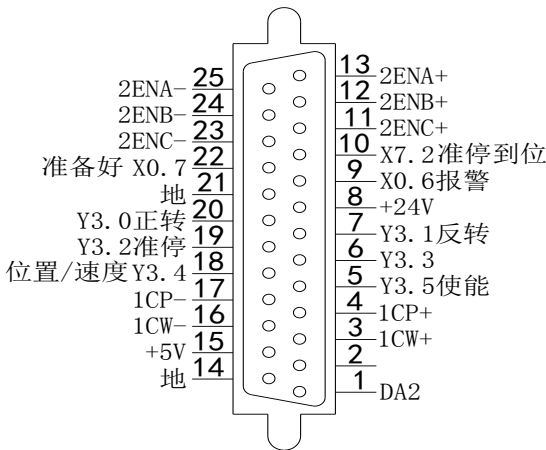 25 2ENA-
24 2ENB-
23 2ENC-
22 准备好 X0.7
21 地
20 Y3.0正转
19 Y3.2准停
18 位置/速度Y3.4
17 1CP-
16 1CW-
15 +5V
14 地
13 2ENA+
12 2ENB+
11 2ENC+
10 X7.2准停到位
9 X0.6报警
8 +24V
7 Y3.1反转
6 Y3.3
5 Y3.5使能
4 1CP+
3 1CW+
2
1 DA2